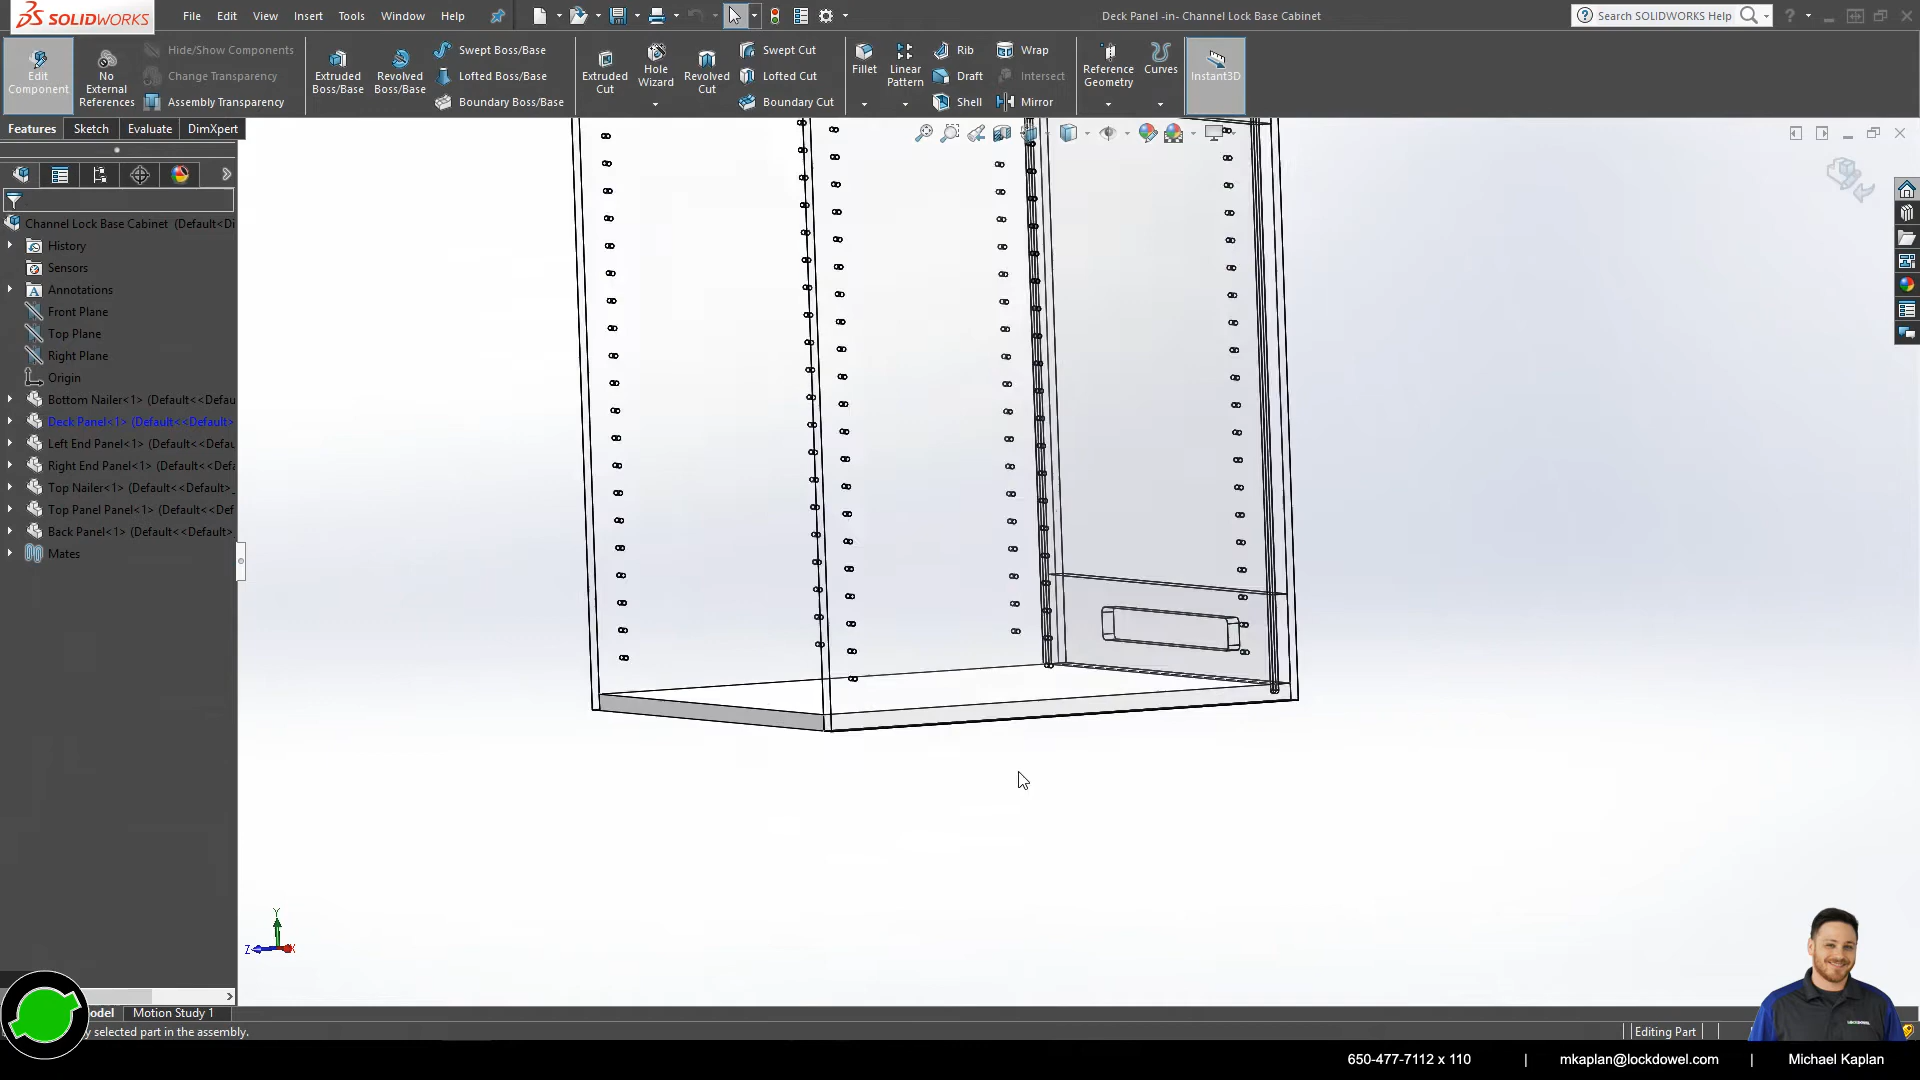 SOLIDWORKS File Edit View Insert Tools Window Help Deck Panel -in- Channel Lock Base Cabinet Search SOLIDWORKS Help
Edit Component
No External References
Hide/Show Components
Change Transparency
Assembly Transparency
Extruded Boss/Base
Revolved Boss/Base
Swept Boss/Base
Lofted Boss/Base
Boundary Boss/Base
Extruded Cut
Hole Wizard
Revolved Cut
Swept Cut
Lofted Cut
Boundary Cut
Fillet
Linear Pattern
Rib
Draft
Shell
Wrap
Intersect
Mirror
Reference Geometry
Curves
Instant3D
Features Sketch Evaluate DimXpert
Channel Lock Base Cabinet (Default<Di
History
Sensors
Annotations
Front Plane
Top Plane
Right Plane
Origin
Bottom Nailer<1> (Default<<Defau
Deck Panel<1> (Default<<Default>
Left End Panel<1> (Default<<Defau
Right End Panel<1> (Default<<Defa
Top Nailer<1> (Default<<Default>_
Top Panel Panel<1> (Default<<Def
Back Panel<1> (Default<<Default>_
Mates
Y
Z X
odel Motion Study 1
y selected part in the assembly. Editing Part
650-477-7112 x 110 | mkaplan@lockdowel.com | Michael Kaplan